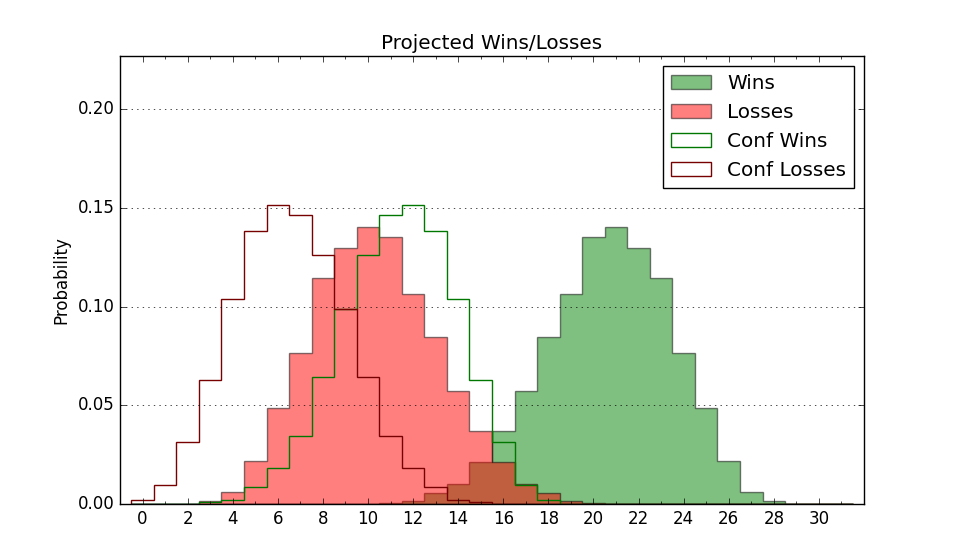 Projected Wins/Losses
Wins
Losses
Conf Wins
Conf Losses
Probability
0.20
0.15
0.10
0.05
0.00
0 2 4 6 8 10 12 14 16 18 20 22 24 26 28 30